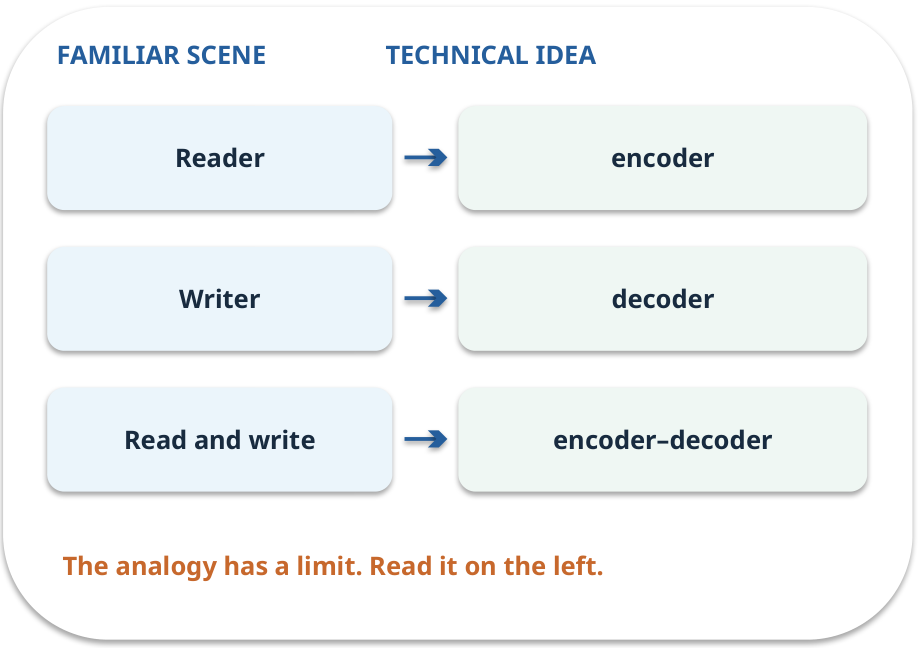 FAMILIAR SCENE TECHNICAL IDEA
Reader encoder
Writer decoder
Read and write encoder–decoder
The analogy has a limit. Read it on the left.